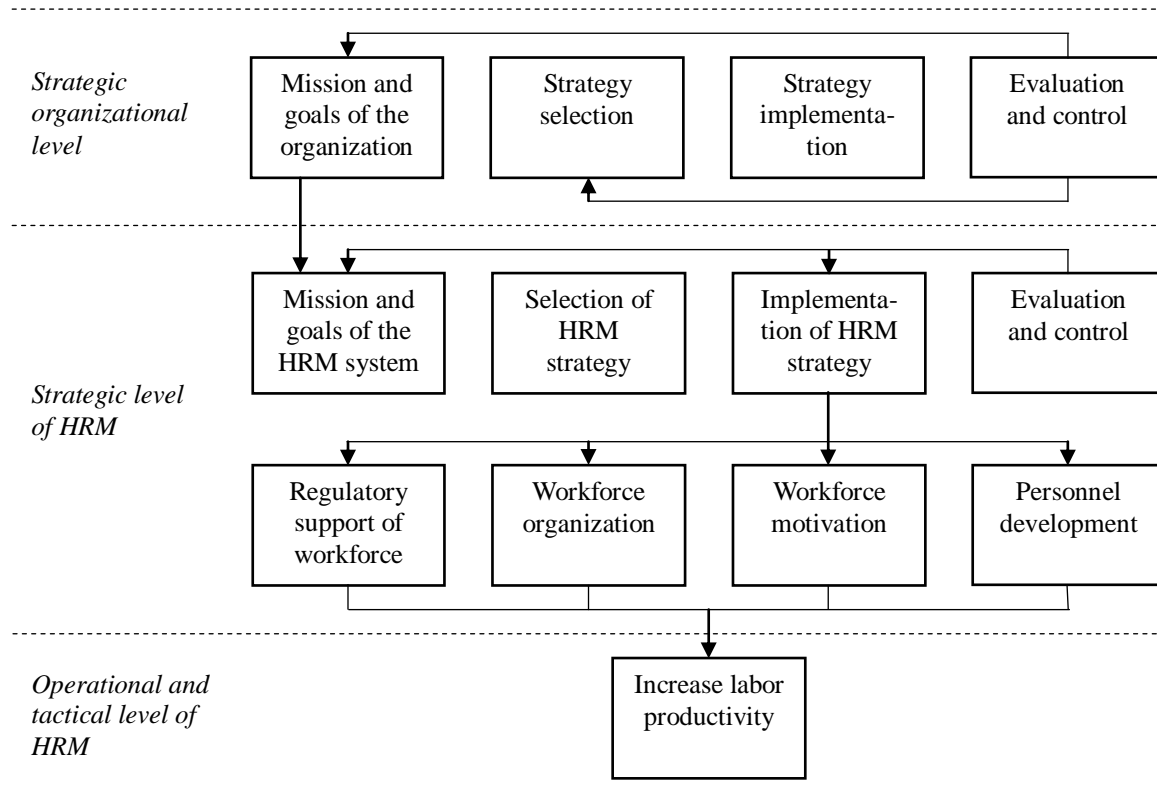 Strategic
organizational
level
Mission and
goals of the
organization
Strategy
selection
Strategy
implementa-
tion
Evaluation
and control
Strategic level
of HRM
Mission and
goals of the
HRM system
Selection of
HRM
strategy
Implementa-
tion of HRM
strategy
Evaluation
and control
Regulatory
support of
workforce
Workforce
organization
Workforce
motivation
Personnel
development
Operational and
tactical level of
HRM
Increase labor
productivity